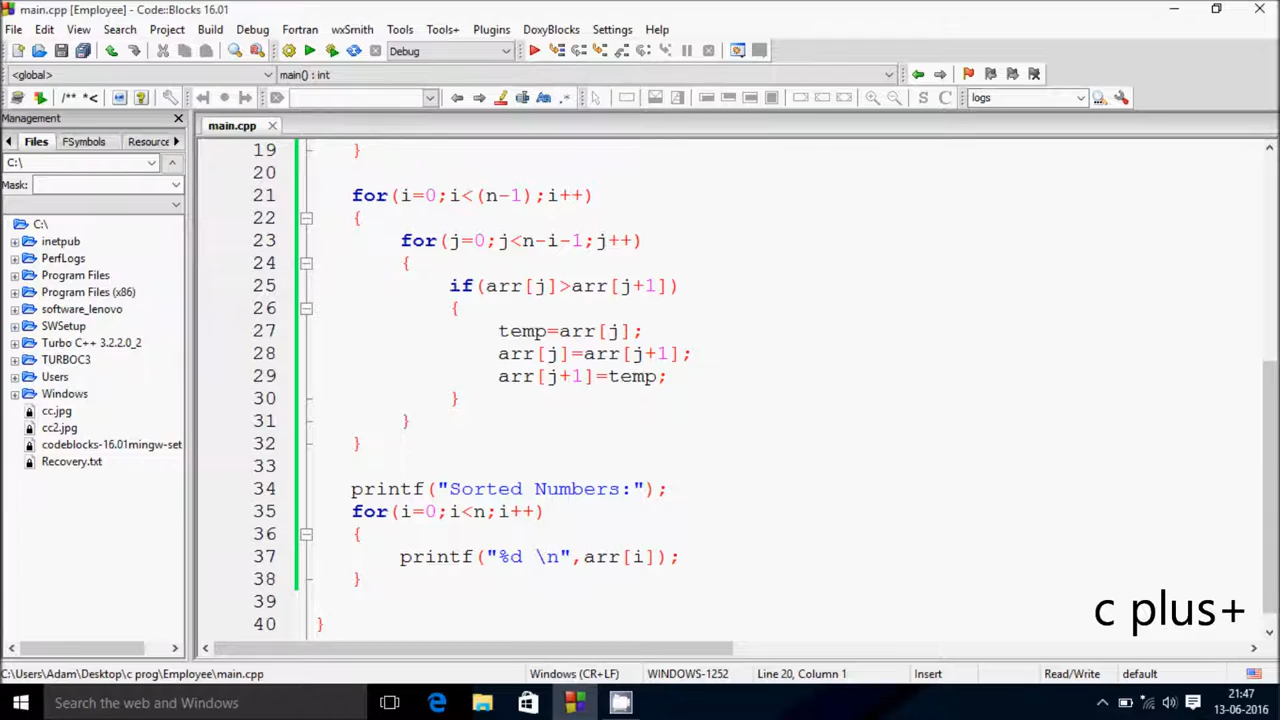 main.cpp [Employee] - Code::Blocks 16.01
File Edit View Search Project Build Debug Fortran wxSmith Tools Tools+ Plugins DoxyBlocks Settings Help
Debug
<global> main() : int
/** *< logs
Management
Files FSymbols Resource
main.cpp
C:\
Mask:
C:\
inetpub
PerfLogs
Program Files
Program Files (x86)
software_lenovo
SWSetup
Turbo C++ 3.2.2.0_2
TURBOC3
Users
Windows
cc.jpg
cc2.jpg
codeblocks-16.01mingw-set
Recovery.txt
19 }
20
21 for(i=0;i<(n-1);i++)
22 {
23 for(j=0;j<n-i-1;j++)
24 {
25 if(arr[j]>arr[j+1])
26 {
27 temp=arr[j];
28 arr[j]=arr[j+1];
29 arr[j+1]=temp;
30 }
31 }
32 }
33
34 printf("Sorted Numbers:");
35 for(i=0;i<n;i++)
36 {
37 printf("%d \n",arr[i]);
38 }
39
40 }
c plus+
C:\Users\Adam\Desktop\c prog\Employee\main.cpp Windows (CR+LF) WINDOWS-1252 Line 20, Column 1 Insert Read/Write default
Search the web and Windows
21:47
13-06-2016